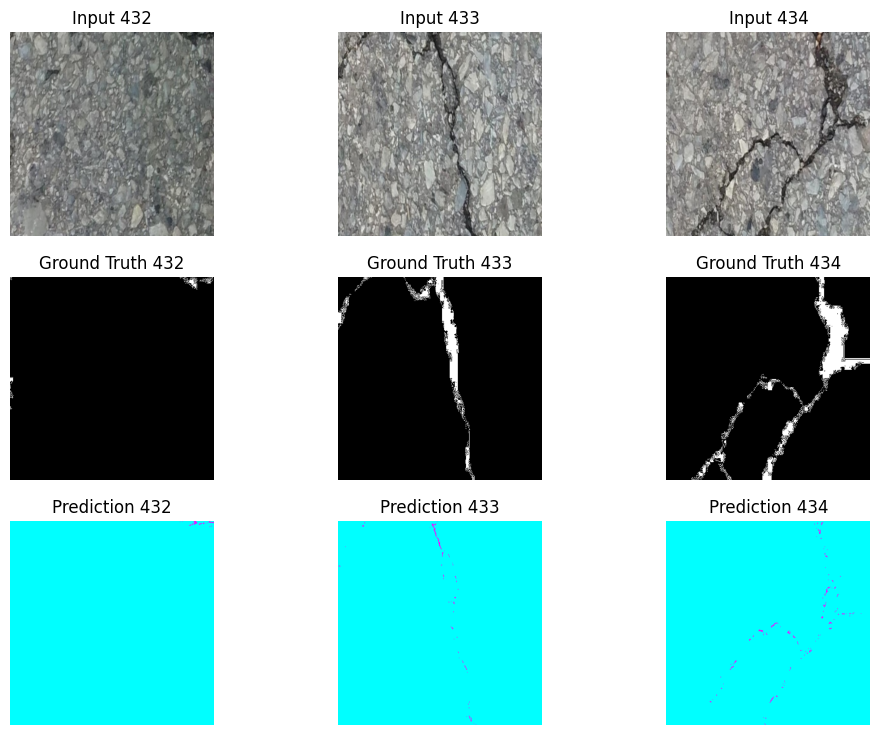 Input 432
Input 433
Input 434
Ground Truth 432
Ground Truth 433
Ground Truth 434
Prediction 432
Prediction 433
Prediction 434